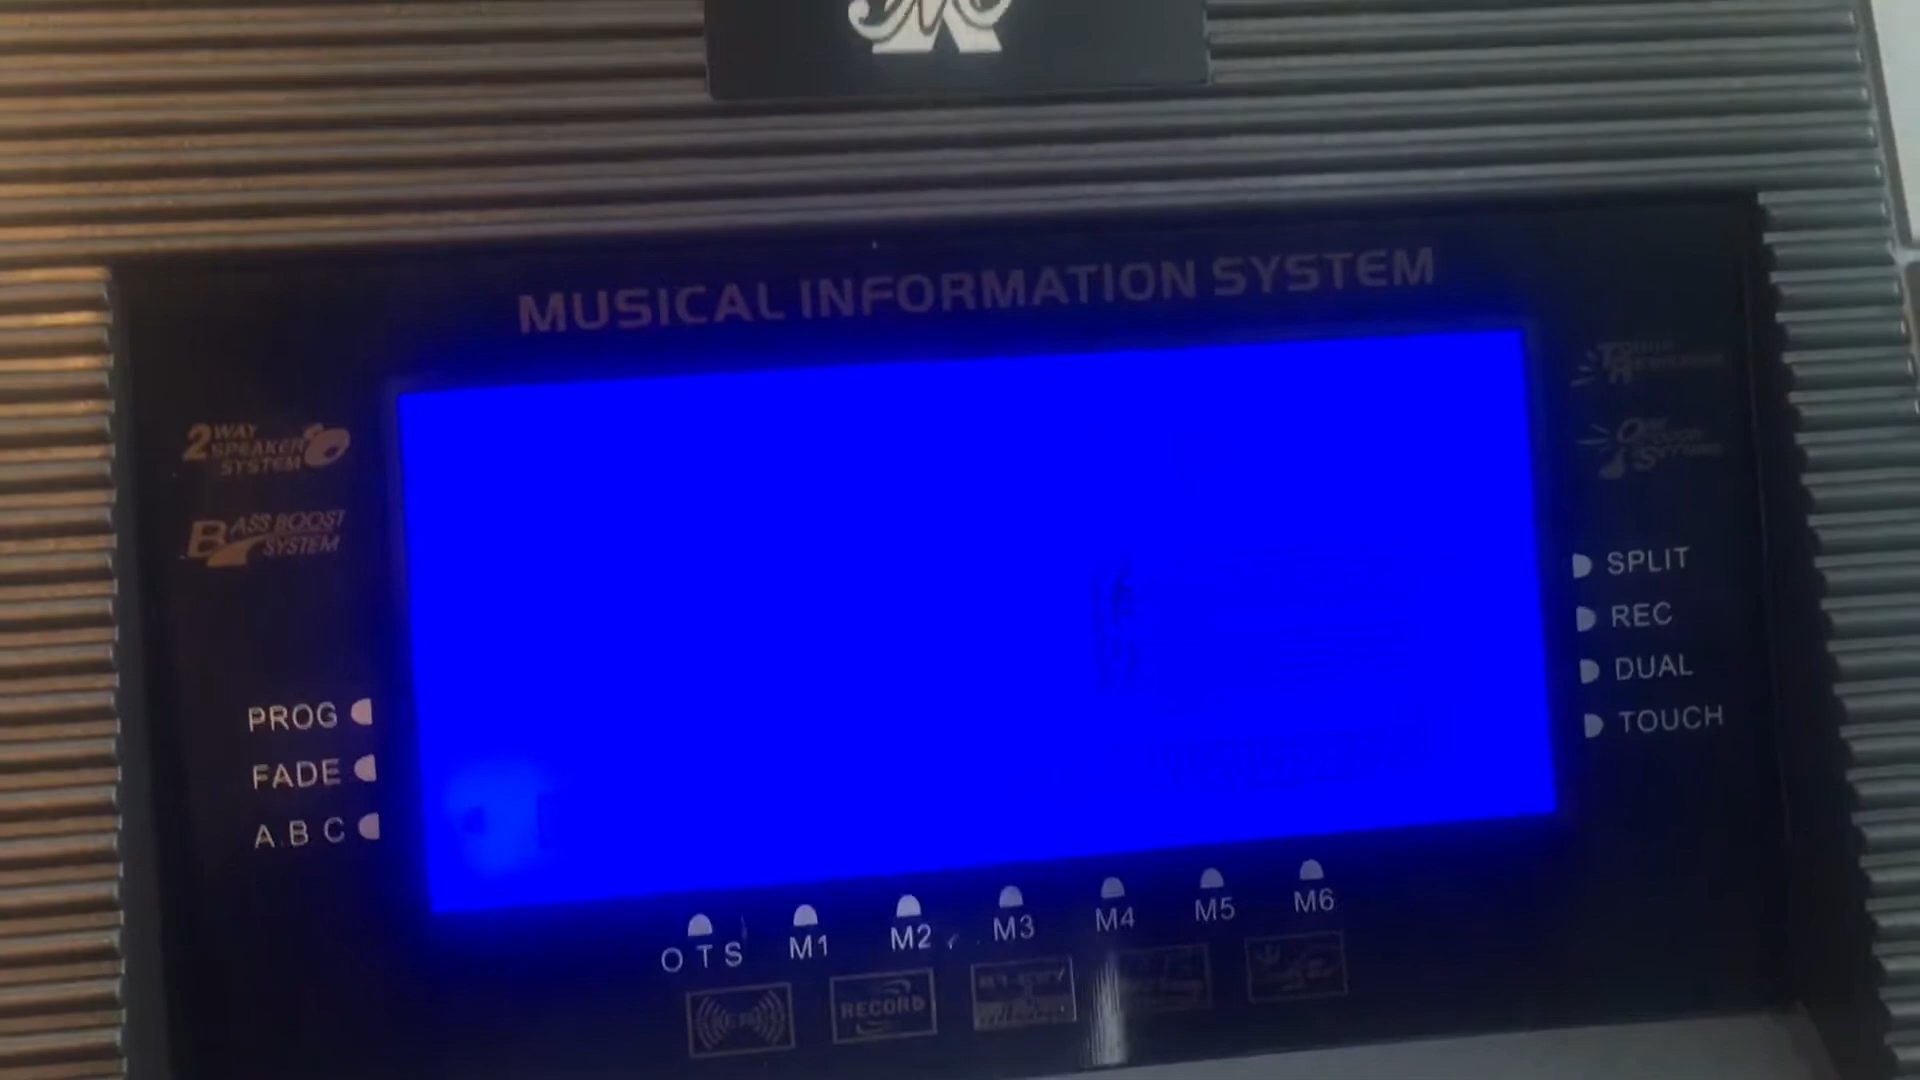 MUSICAL INFORMATION SYSTEM
2 WAY
SPEAKER
SYSTEM
BASS BOOST
SYSTEM
PROG
FADE
A.B C
SPLIT
REC
DUAL
TOUCH
O T S
M1
M2
M3
M4
M5
M6
RECORD